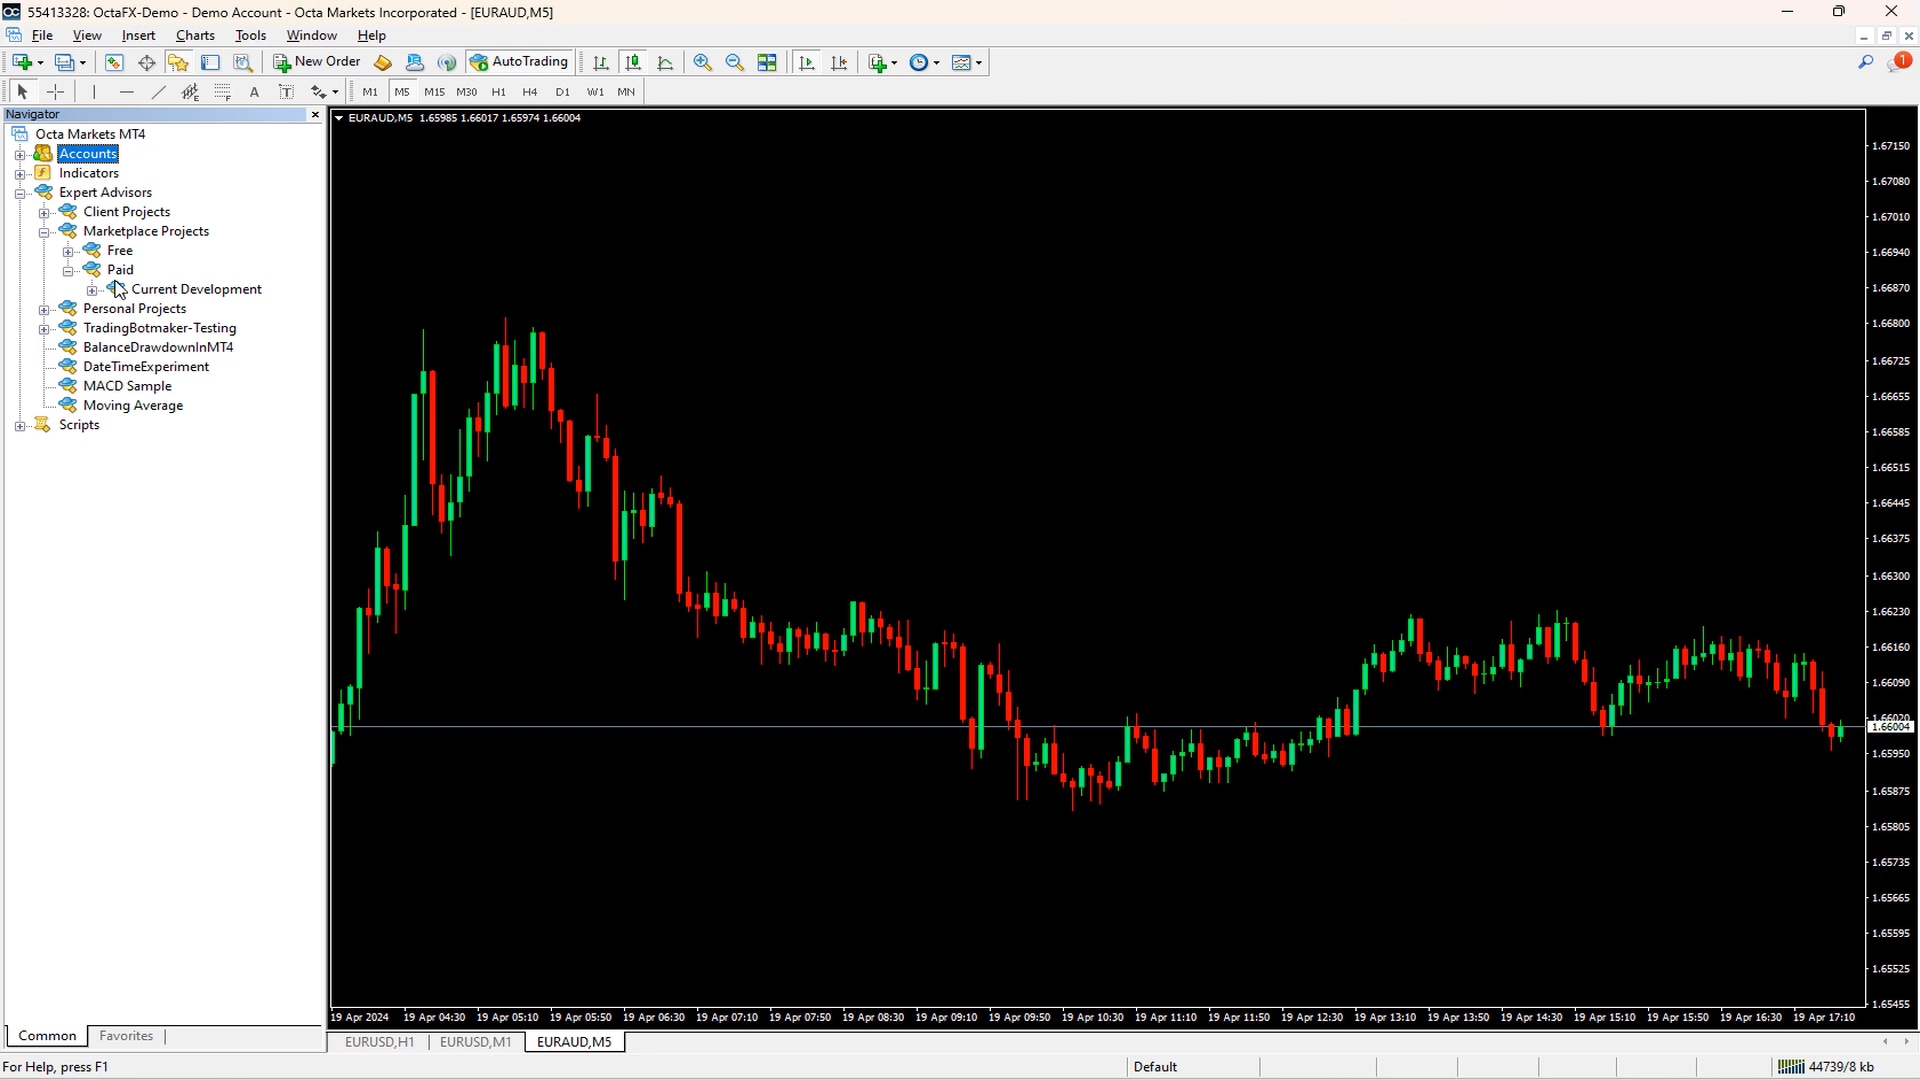 55413328: OctaFX-Demo - Demo Account - Octa Markets Incorporated - [EURAUD,M5]
File View Insert Charts Tools Window Help
New Order AutoTrading
1
A T M1 M5 M15 M30 H1 H4 D1 W1 MN
Navigator
Octa Markets MT4
Accounts
Indicators
Expert Advisors
Client Projects
Marketplace Projects
Free
Paid
Current Development
Personal Projects
TradingBotmaker-Testing
BalanceDrawdownInMT4
DateTimeExperiment
MACD Sample
Moving Average
Scripts
Common Favorites
EURAUD,M5 1.65985 1.66017 1.65974 1.66004
1.67150
1.67080
1.67010
1.66940
1.66870
1.66800
1.66725
1.66655
1.66585
1.66515
1.66445
1.66375
1.66300
1.66230
1.66160
1.66090
1.66020
1.66004
1.65950
1.65875
1.65805
1.65735
1.65665
1.65595
1.65525
1.65455
19 Apr 2024 19 Apr 04:30 19 Apr 05:10 19 Apr 05:50 19 Apr 06:30 19 Apr 07:10 19 Apr 07:50 19 Apr 08:30 19 Apr 09:10 19 Apr 09:50 19 Apr 10:30 19 Apr 11:10 19 Apr 11:50 19 Apr 12:30 19 Apr 13:10 19 Apr 13:50 19 Apr 14:30 19 Apr 15:10 19 Apr 15:50 19 Apr 16:30 19 Apr 17:10
EURUSD,H1 EURUSD,M1 EURAUD,M5
For Help, press F1 Default 44739/8 kb